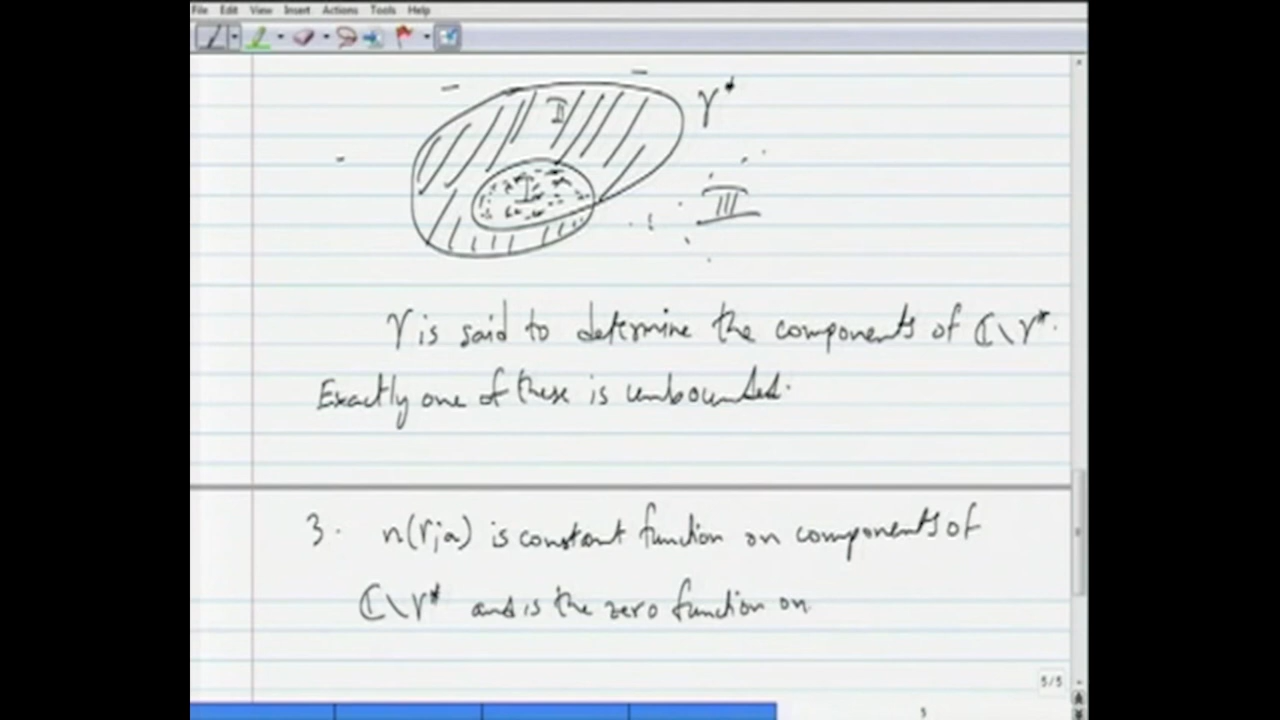 File Edit View Insert Actions Tools Help
γ*
II
I
III
γ is said to determine the components of ℂ\γ*.
Exactly one of these is unbounded.
3. n(γ;a) is constant function on components of
ℂ\γ* and is the zero function on
5/5
5